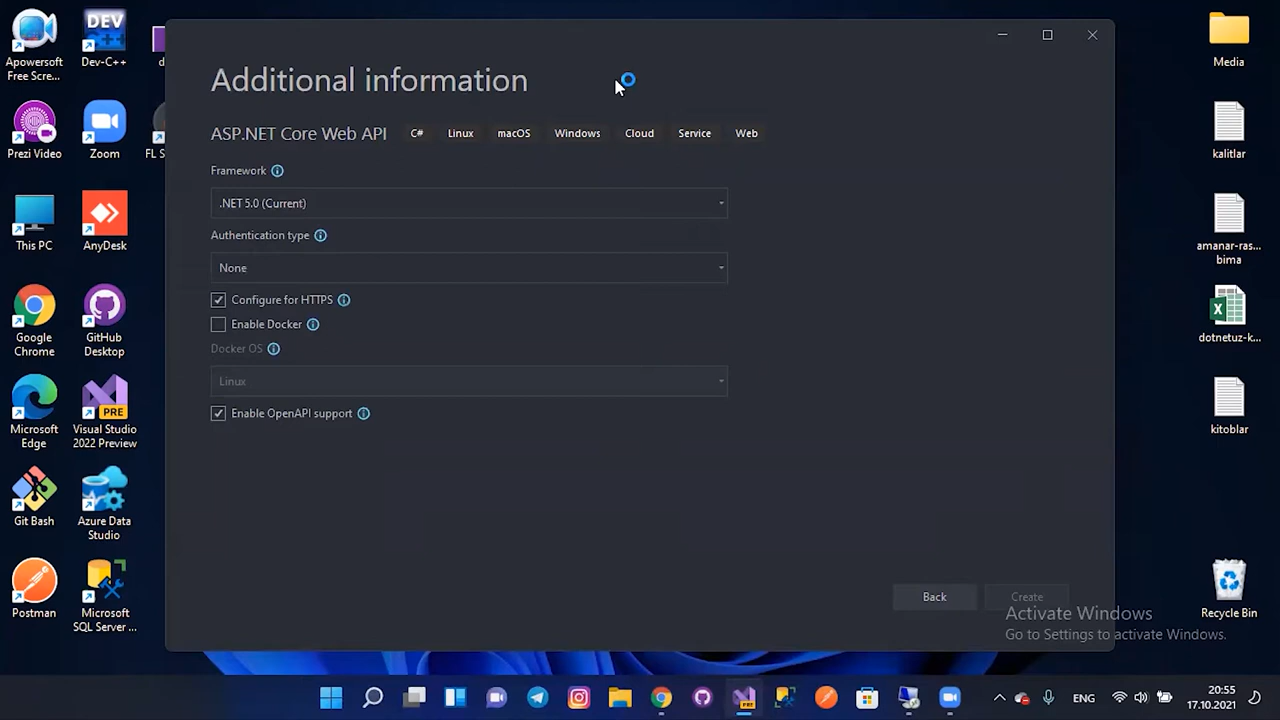 DEV
Apowersoft
Free Scre...
Dev-C++
d
Prezi Video
Zoom
FL S
This PC
AnyDesk
Google
Chrome
GitHub
Desktop
PRE
Microsoft
Edge
Visual Studio
2022 Preview
Git Bash
Azure Data
Studio
Postman
Microsoft
SQL Server ...
Additional information
ASP.NET Core Web API
C#
Linux
macOS
Windows
Cloud
Service
Web
Framework
.NET 5.0 (Current)
Authentication type
None
Configure for HTTPS
Enable Docker
Docker OS
Linux
Enable OpenAPI support
Back
Create
Activate Windows
Go to Settings to activate Windows.
Media
kalitlar
amanar-ras...
bima
dotnetuz-k...
kitoblar
Recycle Bin
PRE
ENG
20:55
17.10.2021